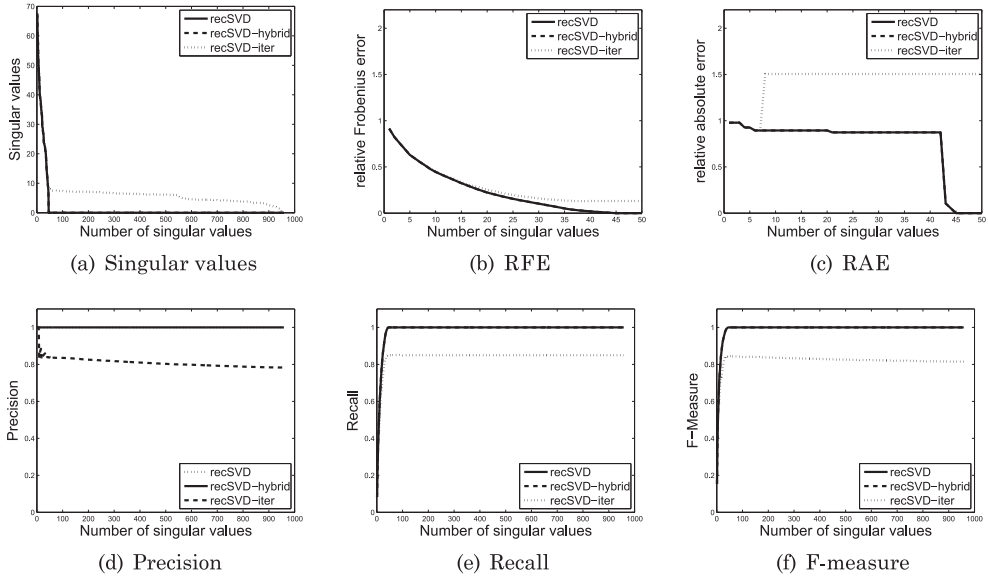 recSVD
recSVD-hybrid
recSVD-iter
Singular values
70
60
50
40
30
20
10
0
0 100 200 300 400 500 600 700 800 900 1000
Number of singular values
(a) Singular values
recSVD
recSVD-hybrid
recSVD-iter
relative Frobenius error
2
1.5
1
0.5
0
0 5 10 15 20 25 30 35 40 45 50
Number of singular values
(b) RFE
recSVD
recSVD-hybrid
recSVD-iter
relative absolute error
2
1.5
1
0.5
0
0 5 10 15 20 25 30 35 42 45 50
Number of singular values
(c) RAE
Precision
1
0.8
0.6
0.4
0.2
0
0 100 200 300 400 500 600 700 800 900 1000
recSVD
recSVD-hybrid
recSVD-iter
Number of singular values
(d) Precision
Recall
1
0.8
0.6
0.4
0.2
0
0 100 200 300 400 500 600 700 800 900 1000
recSVD
recSVD-hybrid
recSVD-iter
Number of singular values
(e) Recall
F-Measure
1
0.8
0.6
0.4
0.2
0
0 100 200 300 400 500 600 700 800 900 1000
recSVD
recSVD-hybrid
recSVD-iter
Number of singular values
(f) F-measure